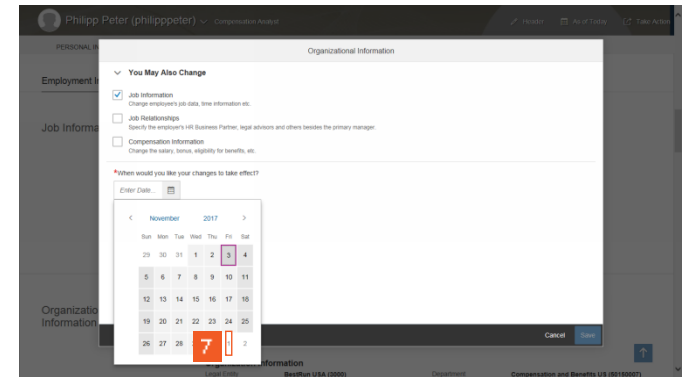 Philipp Peter (philipppeter) Compensation Analyst
Header As of Today Take Action
PERSONAL IN
Organizational Information
Employment I
You May Also Change
Job Information
Change employee's job data, time information etc.
Job Relationships
Specify the employer's HR Business Partner, legal advisors and others besides the primary manager.
Compensation Information
Change the salary, bonus, eligibility for benefits, etc.
Job Informa
*When would you like your changes to take effect?
Enter Date...
November 2017
Sun Mon Tue Wed Thu Fri Sat
29 30 31 1 2 3 4
5 6 7 8 9 10 11
12 13 14 15 16 17 18
19 20 21 22 23 24 25
26 27 28 7 1 2
Organizatio
Information
Cancel Save
Organization Information
Legal Entity BestRun USA (3000) Department Compensation and Benefits US (50150007)